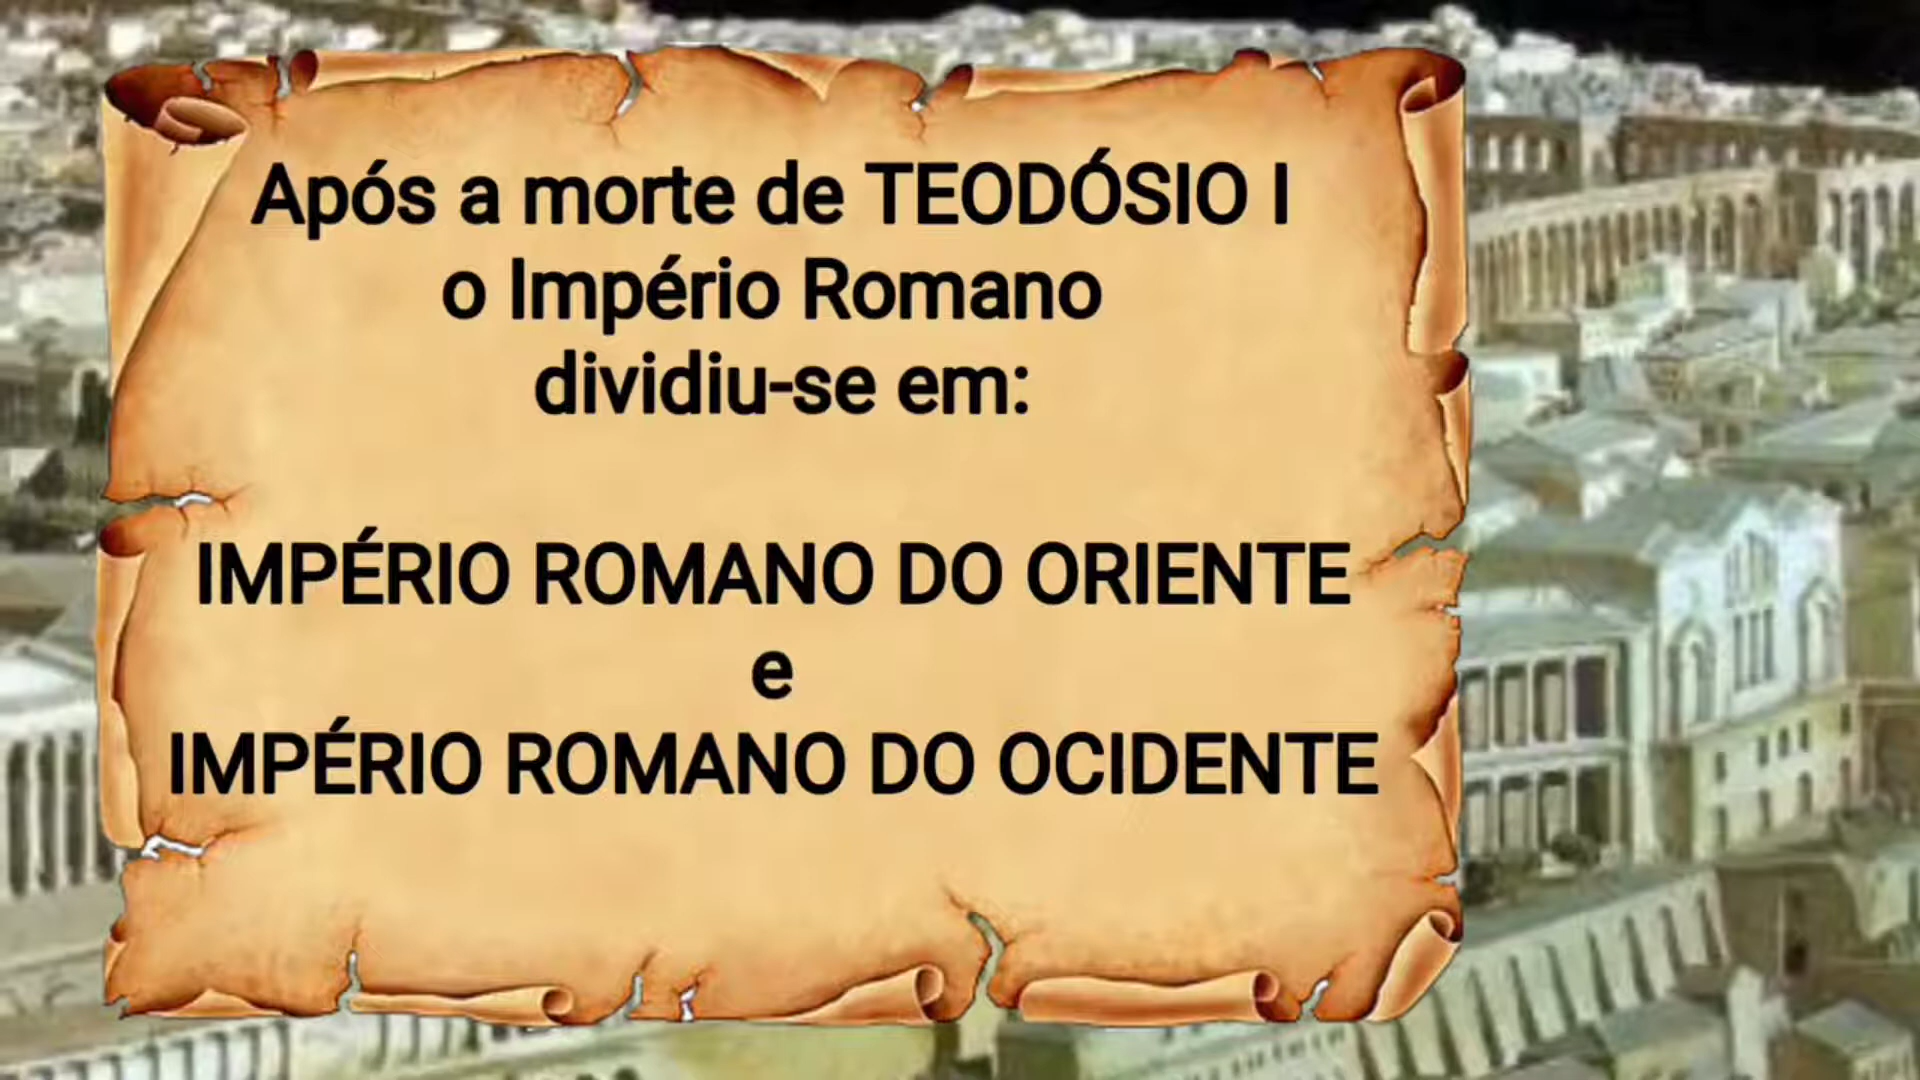 Após a morte de TEODÓSIO I
o Império Romano
dividiu-se em:
IMPÉRIO ROMANO DO ORIENTE
e
IMPÉRIO ROMANO DO OCIDENTE